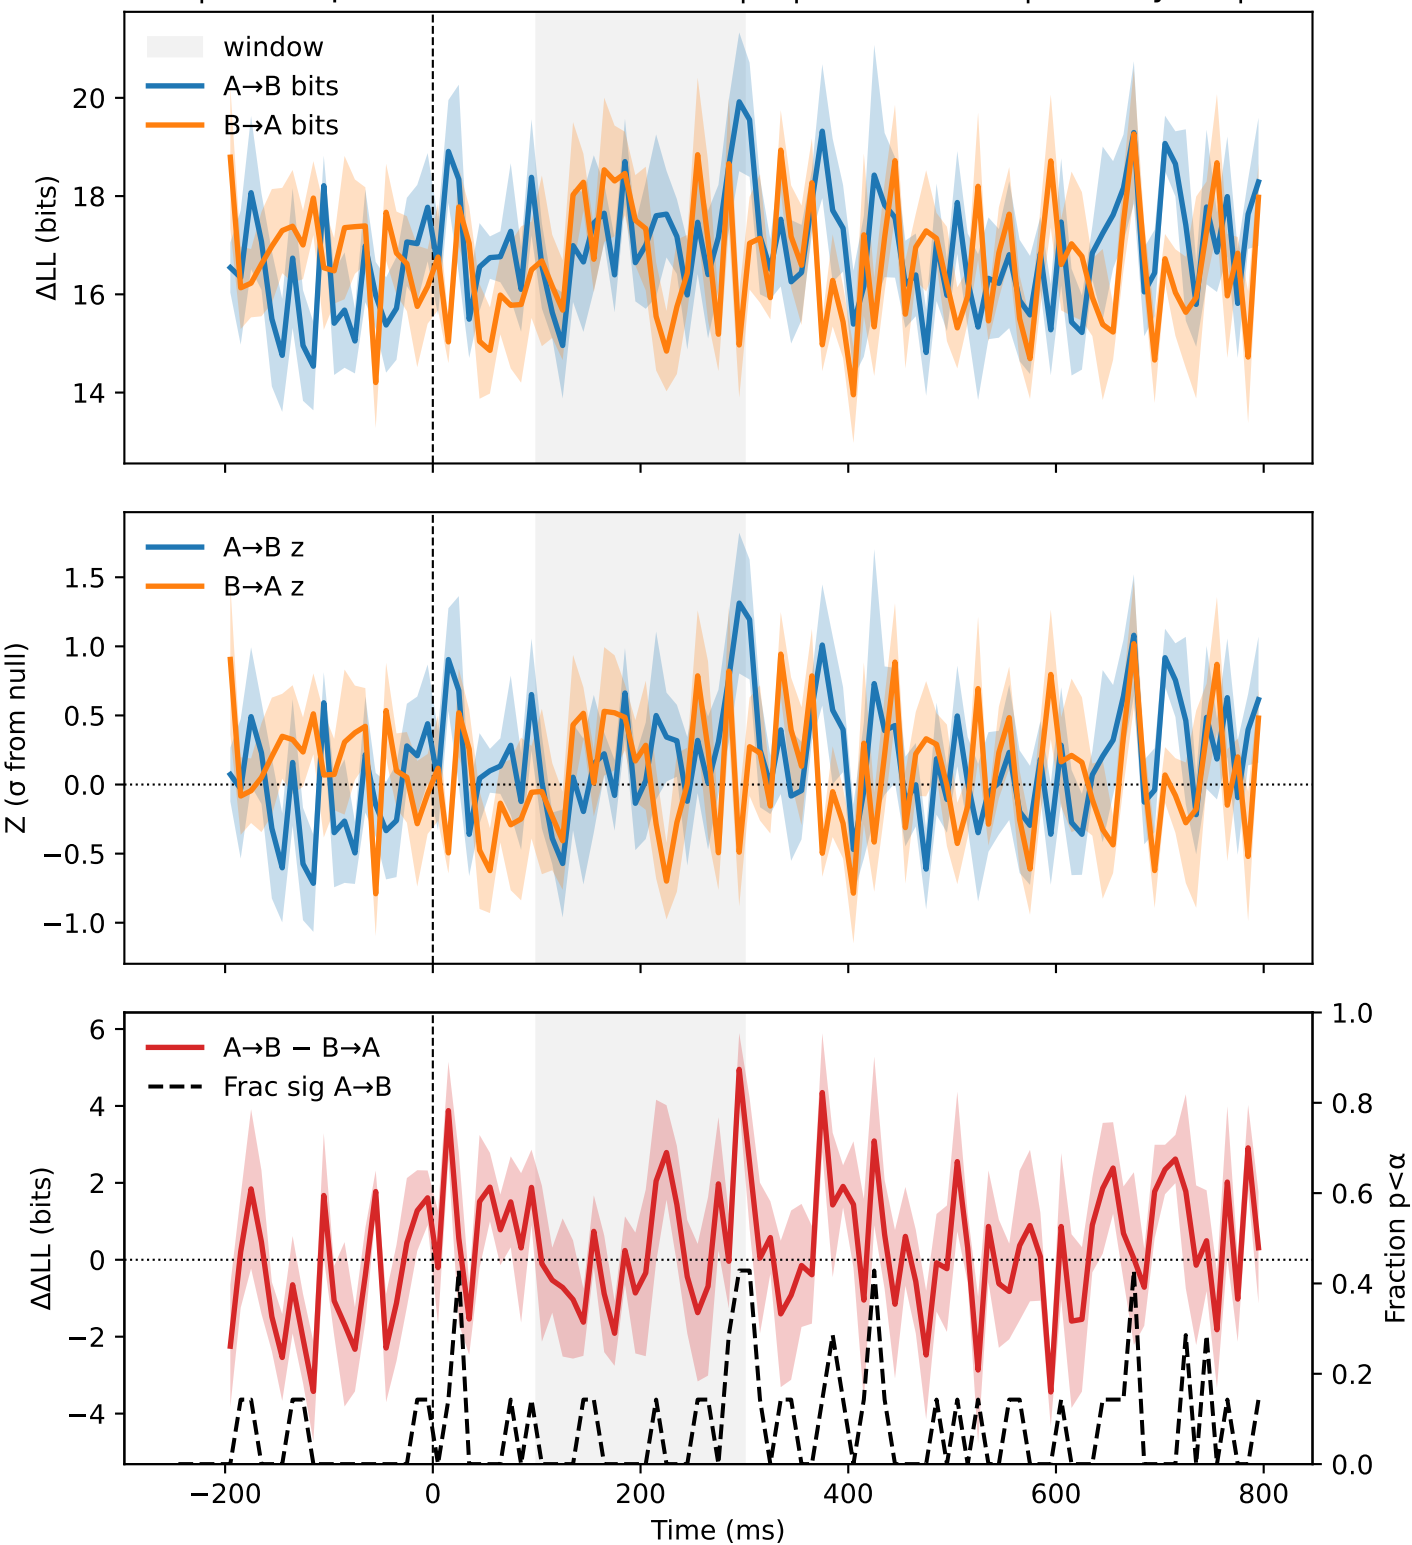 window
A→B bits
B→A bits
ΔLL (bits)
20
18
16
14
A→B z
B→A z
Z (σ from null)
1.5
1.0
0.5
0.0
−0.5
−1.0
A→B − B→A
Frac sig A→B
ΔΔLL (bits)
6
4
2
0
−2
−4
1.0
0.8
0.6
0.4
0.2
0.0
Fraction p<α
−200 0 200 400 600 800
Time (ms)